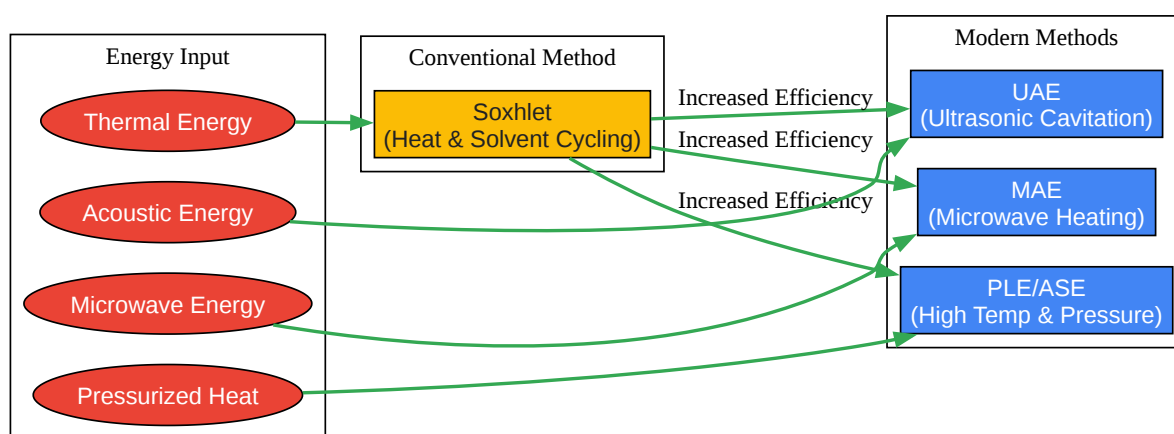 Energy Input
Thermal Energy
Acoustic Energy
Microwave Energy
Pressurized Heat
Conventional Method
Soxhlet
(Heat & Solvent Cycling)
Increased Efficiency
Increased Efficiency
Increased Efficiency
Modern Methods
UAE
(Ultrasonic Cavitation)
MAE
(Microwave Heating)
PLE/ASE
(High Temp & Pressure)